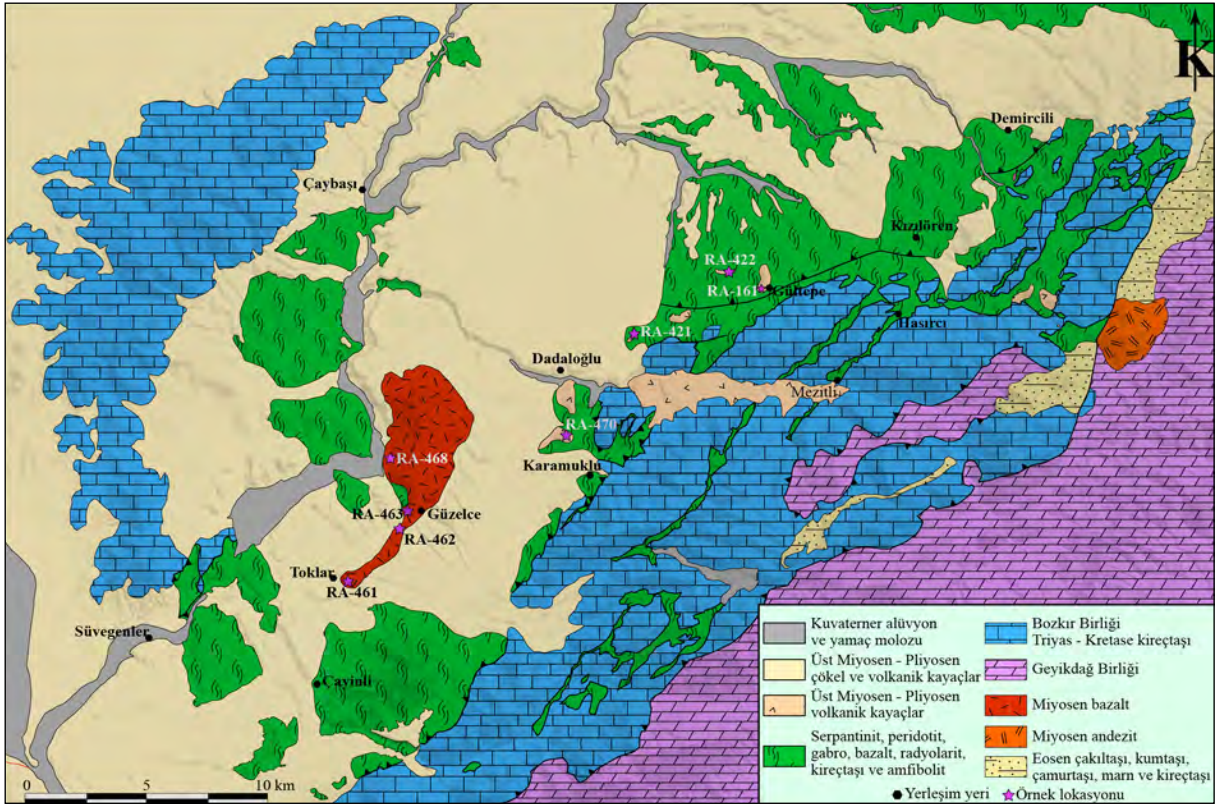 K
Demircili
Çaybaşı
Kızılören
RA-422
RA-161
Gültepe
Hasırcı
RA-421
Dadaloğlu
Mezitli
RA-470
Karamuklu
RA-468
RA-463
Güzelce
RA-462
Toklar
RA-461
Süvegenler
Çayinli
0 5 10 km
Kuvaterner alüvyon
ve yamaç molozu
Üst Miyosen - Pliyosen
çökel ve volkanik kayaçlar
Üst Miyosen - Pliyosen
volkanik kayaçlar
Serpantinit, peridotit,
gabro, bazalt, radyolarit,
kireçtaşı ve amfibolit
Bozkır Birliği
Triyas - Kretase kireçtaşı
Geyikdağ Birliği
Miyosen bazalt
Miyosen andezit
Eosen çakıltaşı, kumtaşı,
çamurtaşı, marn ve kireçtaşı
Yerleşim yeri
Örnek lokasyonu